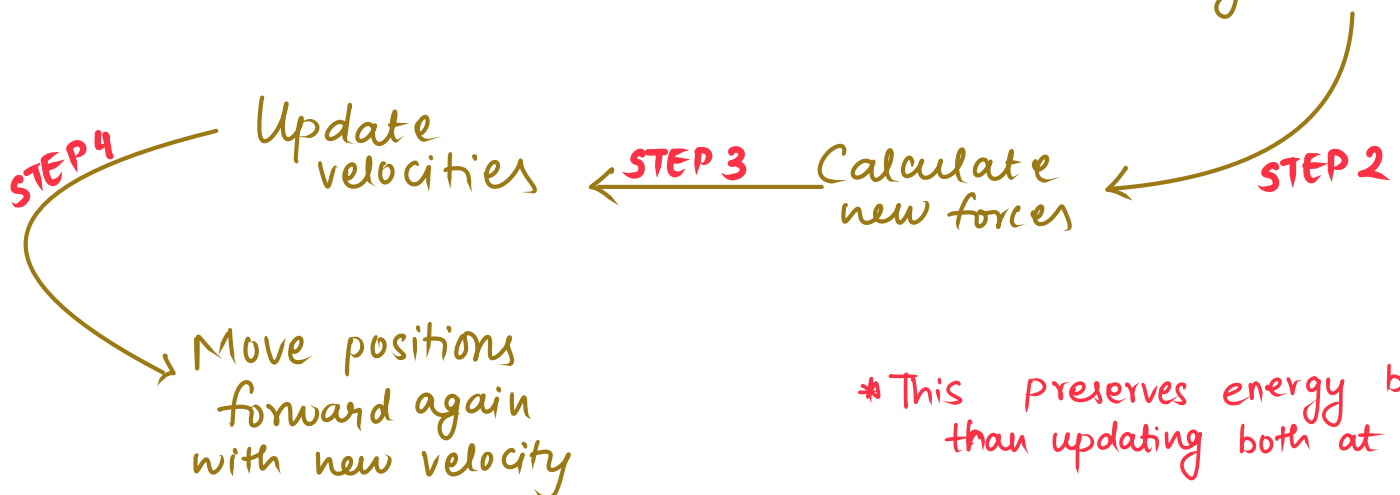 Update
velocities
STEP 4
STEP 3
Calculate
new forces
STEP 2
Move positions
forward again
with new velocity
* This preserves energy
than updating both at